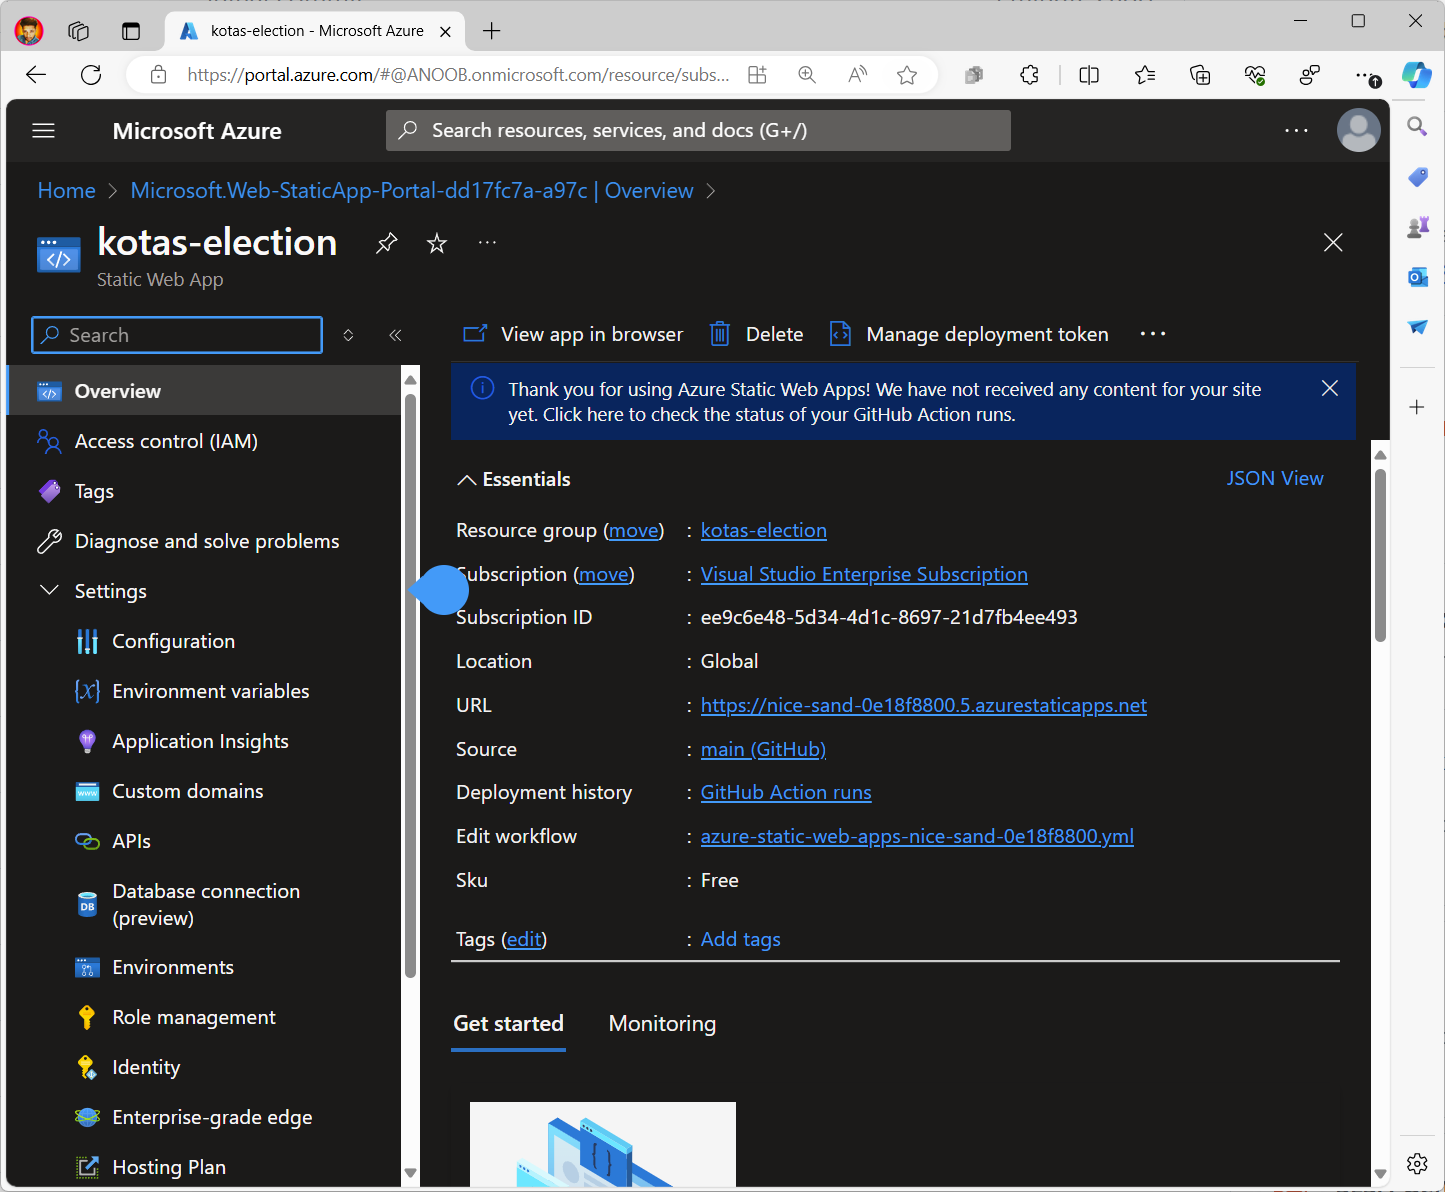 kotas-election - Microsoft Azure
https://portal.azure.com/#@ANOOB.onmicrosoft.com/resource/subs...
Microsoft Azure
Search resources, services, and docs (G+/)
Home > Microsoft.Web-StaticApp-Portal-dd17fc7a-a97c | Overview >
kotas-election
Static Web App
Search
Overview
Access control (IAM)
Tags
Diagnose and solve problems
Settings
Configuration
Environment variables
Application Insights
Custom domains
APIs
Database connection
(preview)
Environments
Role management
Identity
Enterprise-grade edge
Hosting Plan
View app in browser
Delete
Manage deployment token
Thank you for using Azure Static Web Apps! We have not received any content for your site
yet. Click here to check the status of your GitHub Action runs.
Essentials
JSON View
Resource group (move) : kotas-election
Subscription (move) : Visual Studio Enterprise Subscription
Subscription ID : ee9c6e48-5d34-4d1c-8697-21d7fb4ee493
Location : Global
URL : https://nice-sand-0e18f8800.5.azurestaticapps.net
Source : main (GitHub)
Deployment history : GitHub Action runs
Edit workflow : azure-static-web-apps-nice-sand-0e18f8800.yml
Sku : Free
Tags (edit) : Add tags
Get started
Monitoring